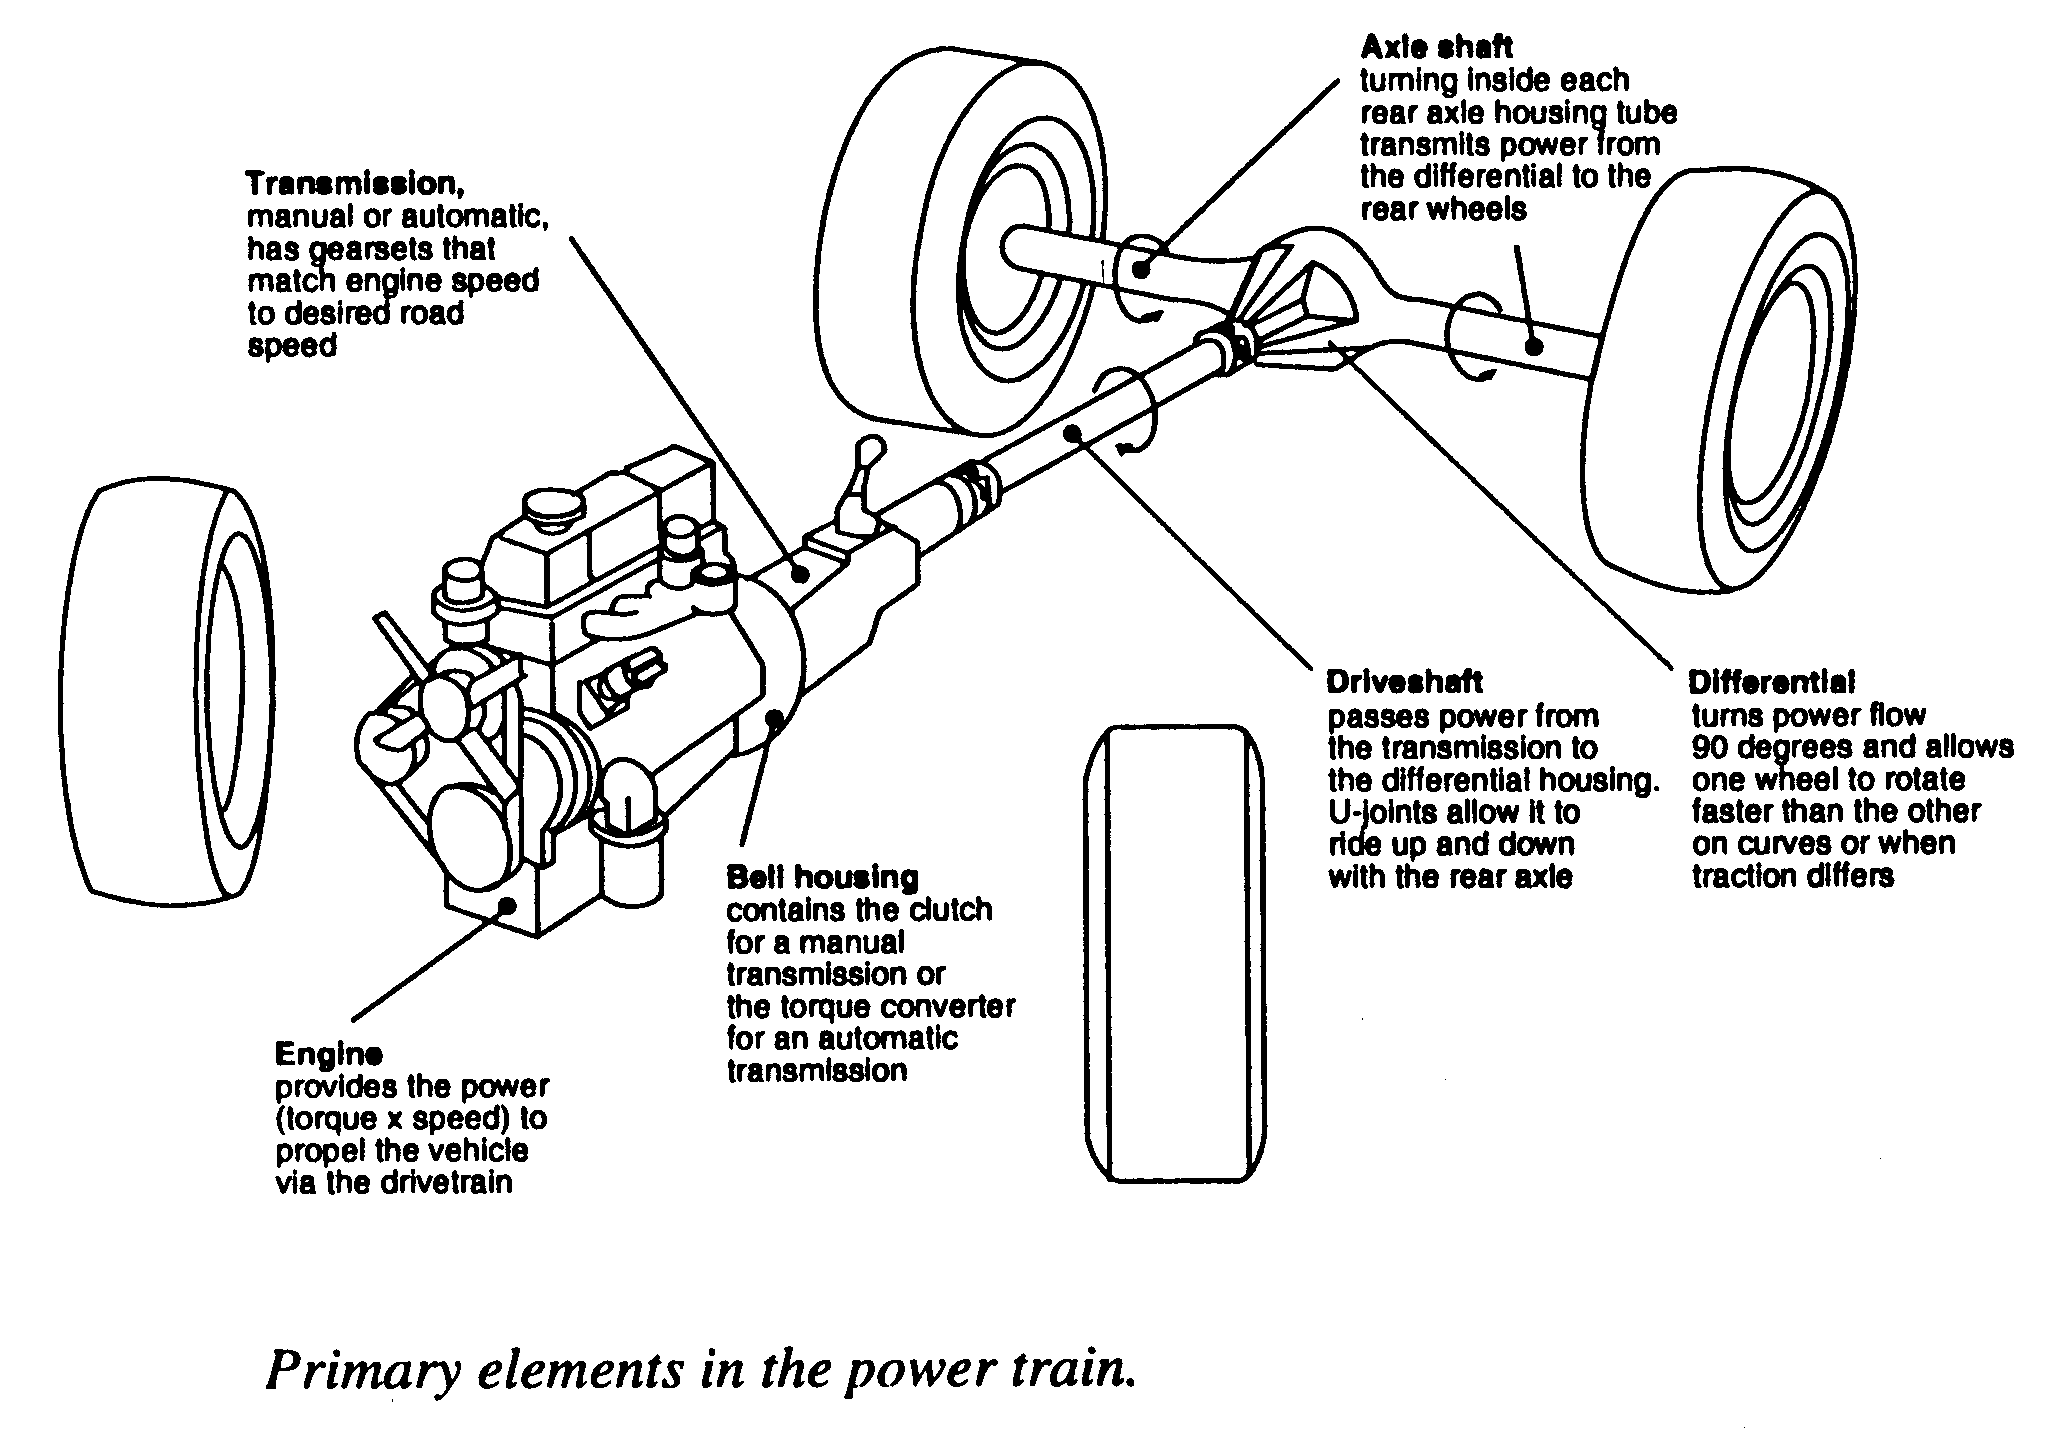 Axle shaft
turning inside each
rear axle housing tube
transmits power from
the differential to the
rear wheels
Transmission,
manual or automatic,
has gearsets that
match engine speed
to desired road
speed
Driveshaft
passes power from
the transmission to
the differential housing.
U-joints allow it to
ride up and down
with the rear axle
Differential
turns power flow
90 degrees and allows
one wheel to rotate
faster than the other
on curves or when
traction differs
Bell housing
contains the clutch
for a manual
transmission or
the torque converter
for an automatic
transmission
Engine
provides the power
(torque x speed) to
propel the vehicle
via the drivetrain
Primary elements in the power train.